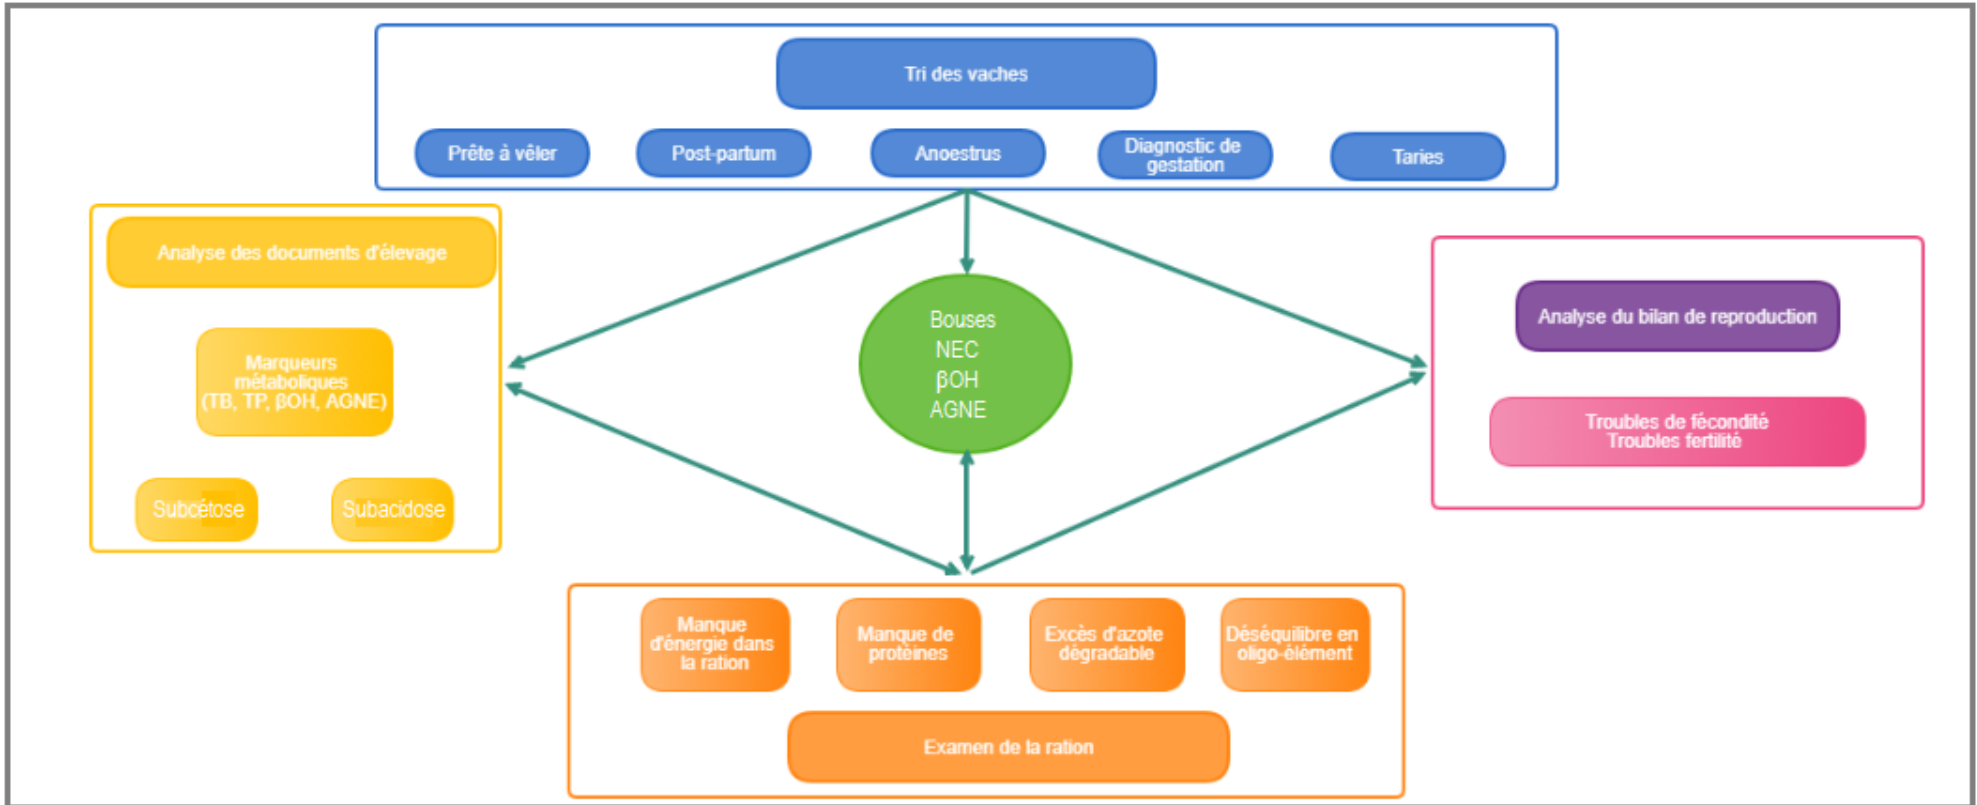 Tri des vaches
Prête à vêler
Post-partum
Anoestrus
Diagnostic de
gestation
Taries
Analyse des documents d'élevage
Marqueurs
métaboliques
(TB, TP, βOH, AGNE)
Subcétose
Subacidose
Bouses
NEC
βOH
AGNE
Analyse du bilan de reproduction
Troubles de fécondité
Troubles fertilité
Manque
d'énergie dans
la ration
Manque de
protéines
Excès d'azote
dégradable
Déséquilibre en
oligo-élément
Examen de la ration